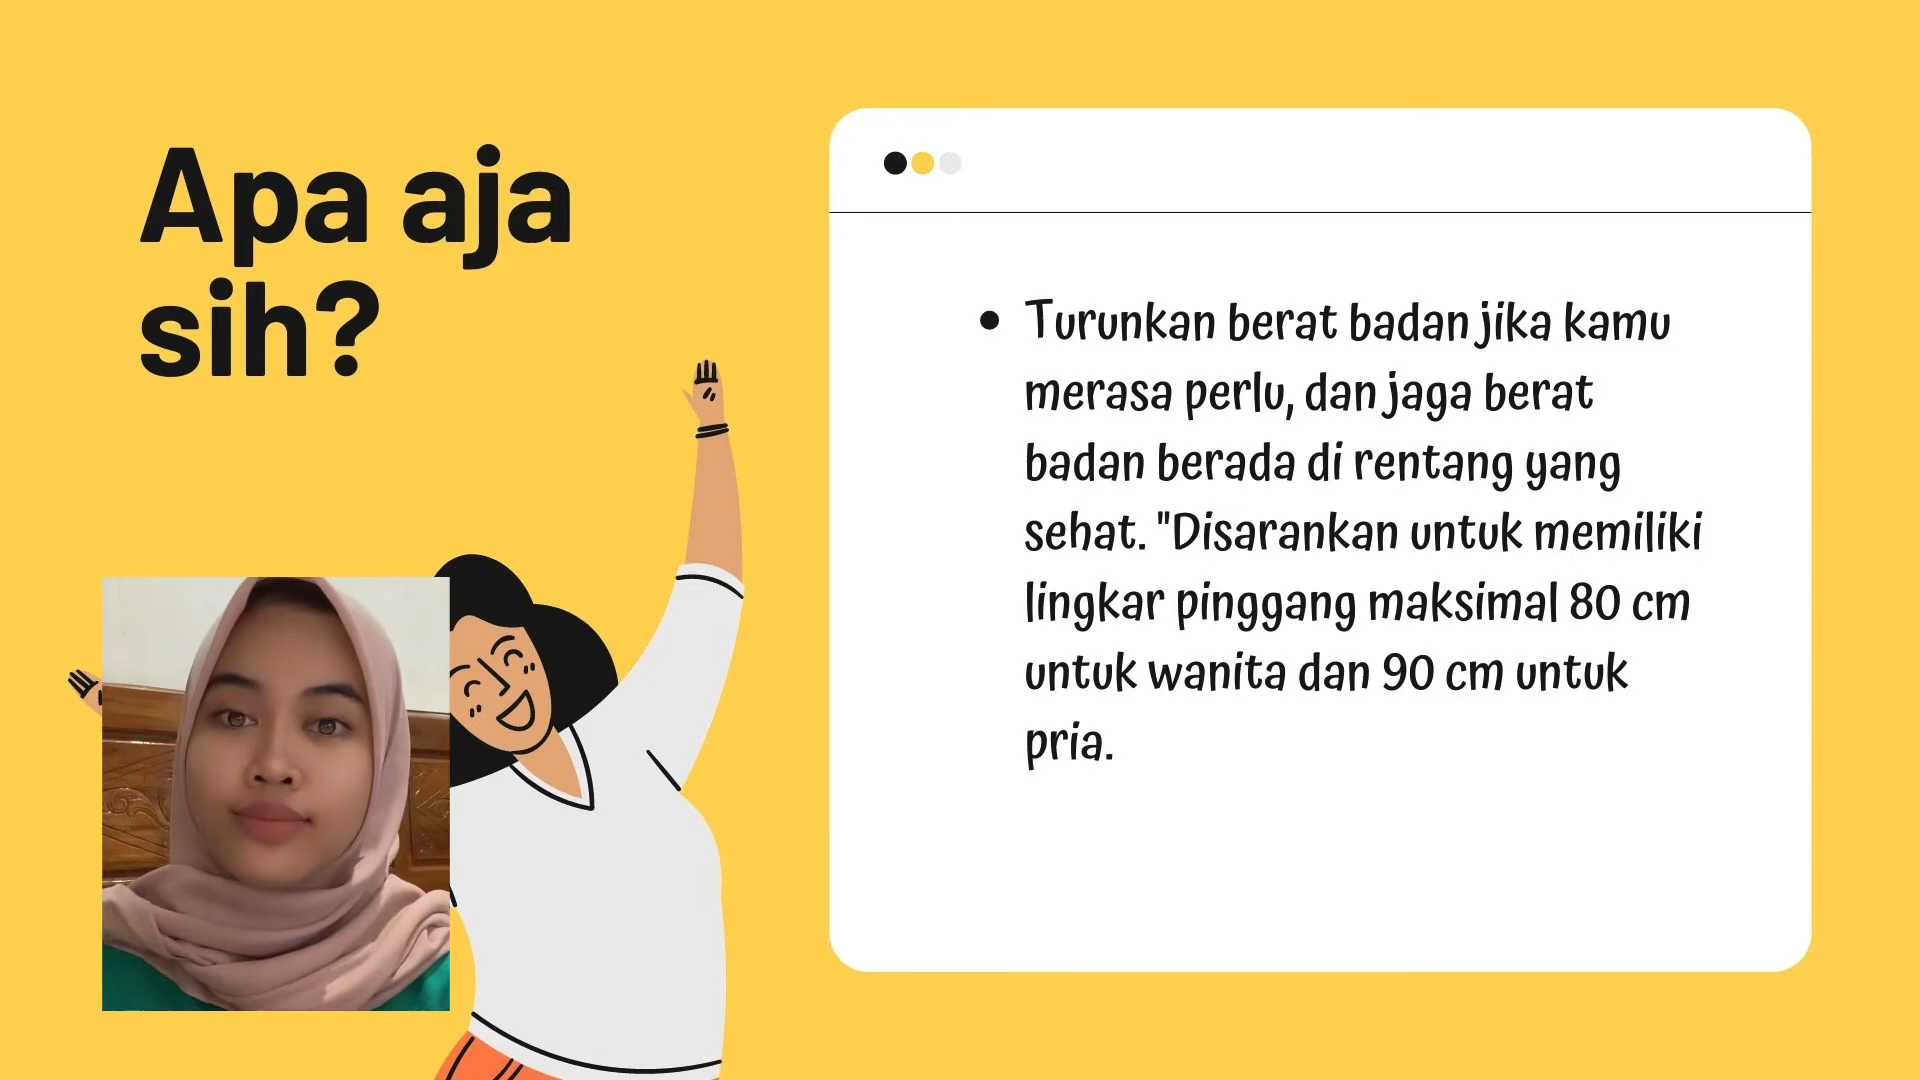 Apa aja
sih?
• Turunkan berat badan jika kamu
merasa perlu, dan jaga berat
badan berada di rentang yang
sehat. "Disarankan untuk memiliki
lingkar pinggang maksimal 80 cm
untuk wanita dan 90 cm untuk
pria.